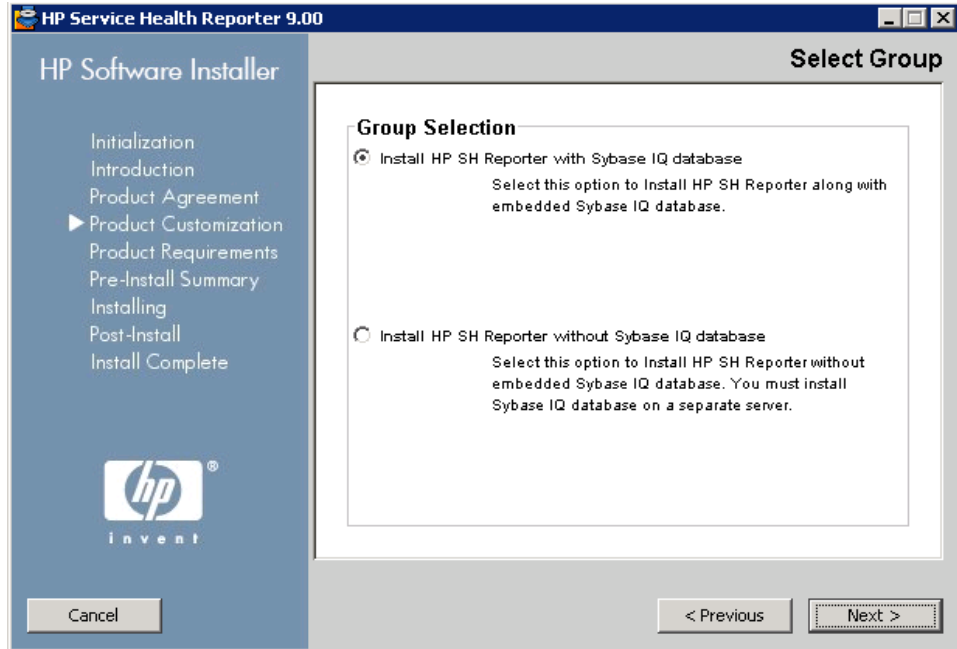 HP Service Health Reporter 9.00
HP Software Installer
Select Group
Initialization
Introduction
Product Agreement
Product Customization
Product Requirements
Pre-Install Summary
Installing
Post-Install
Install Complete
Group Selection
Install HP SH Reporter with Sybase IQ database
Select this option to Install HP SH Reporter along with
embedded Sybase IQ database.
Install HP SH Reporter without Sybase IQ database
Select this option to Install HP SH Reporter without
embedded Sybase IQ database. You must install
Sybase IQ database on a separate server.
hp ®
invent
Cancel
< Previous
Next >